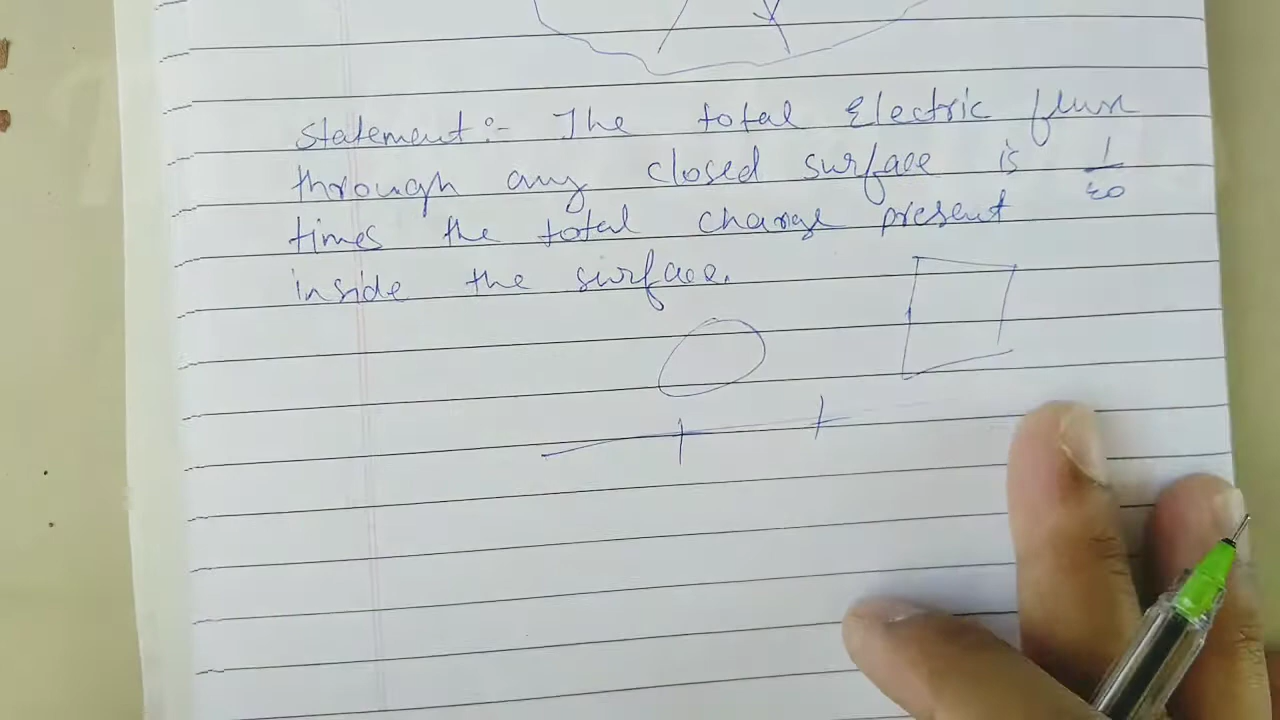 Statement:- The total Electric flux
through any closed surface is 1/ε0
times the total charge present
inside the surface.